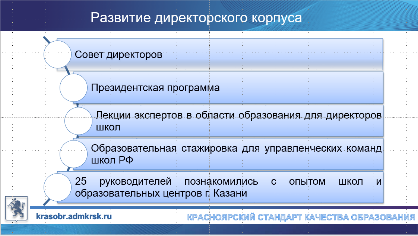 Развитие директорского корпуса
Совет директоров
Президентская программа
Лекции экспертов в области образования для директоров
школ
Образовательная стажировка для управленческих команд
школ РФ
25 руководителей познакомились с опытом школ и
образовательных центров г. Казани
krasobr.admkrsk.ru
КРАСНОЯРСКИЙ СТАНДАРТ КАЧЕСТВА ОБРАЗОВАНИЯ